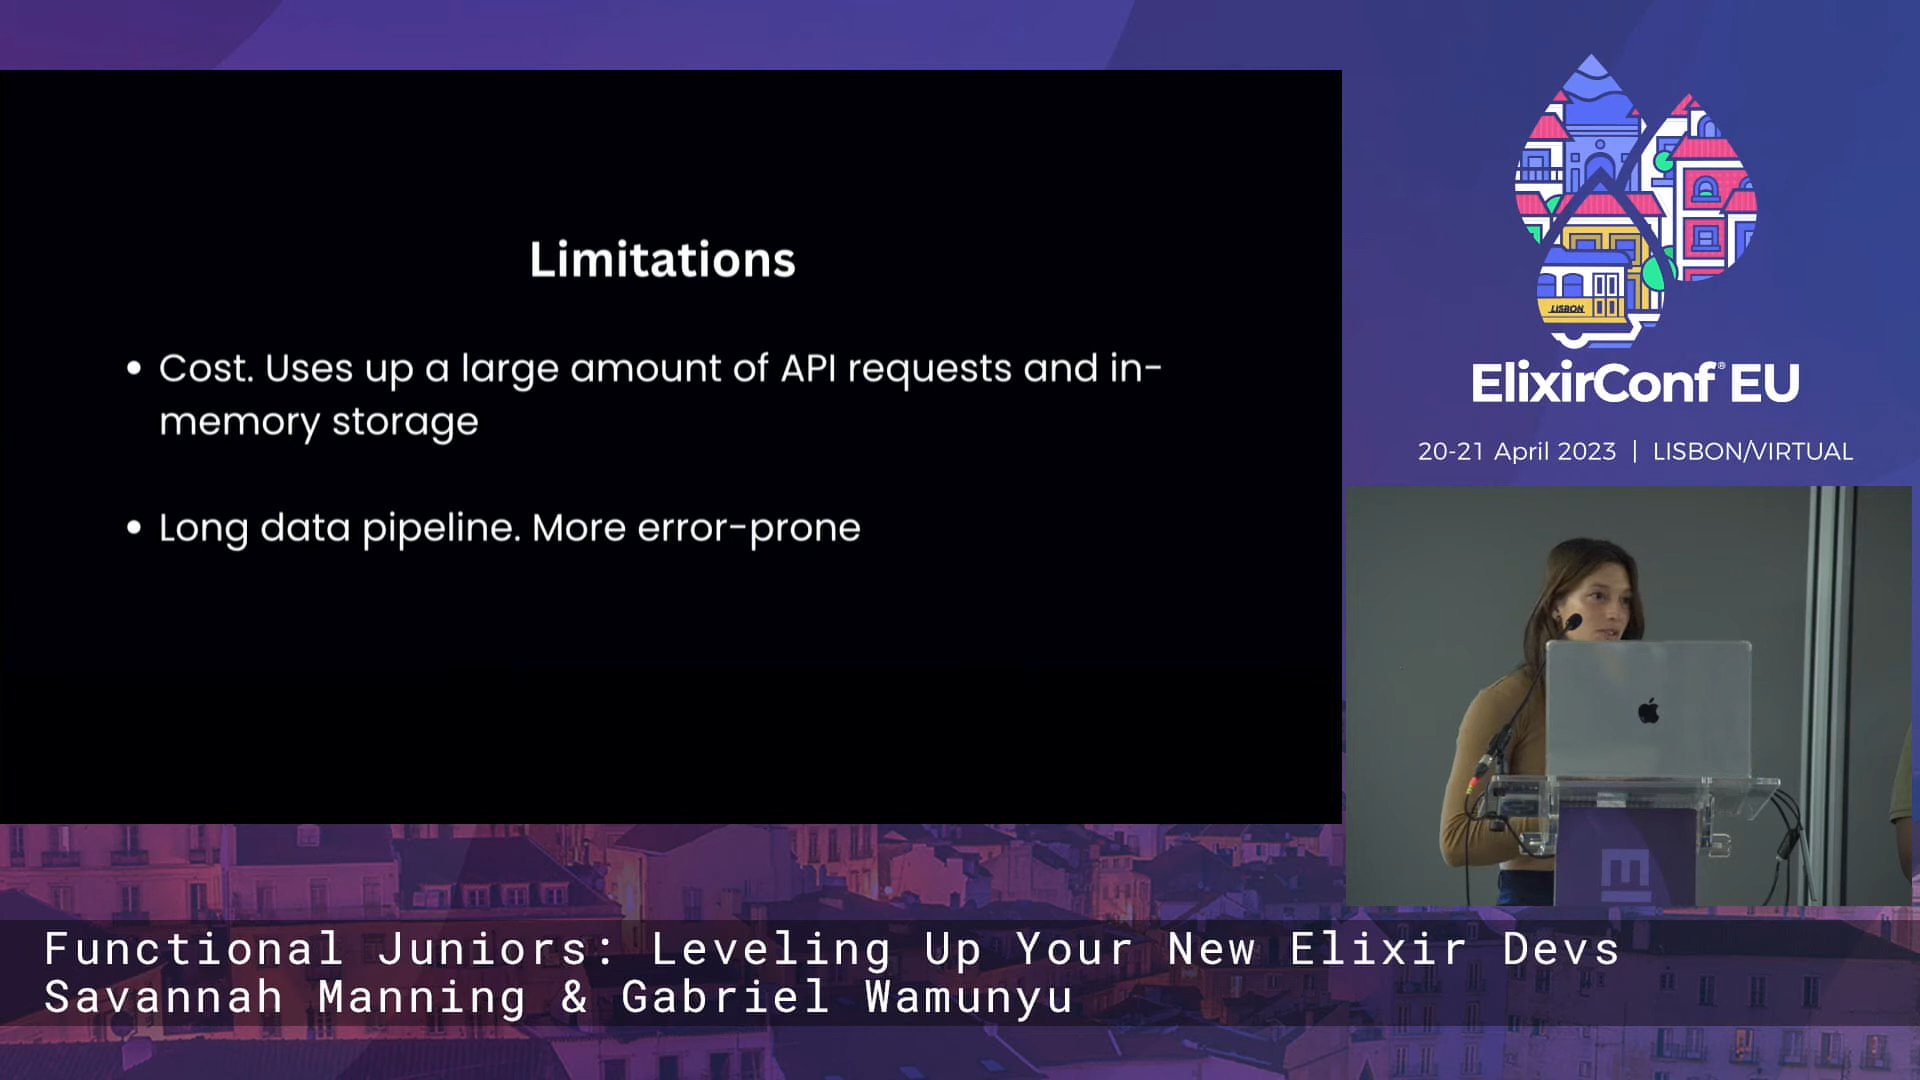 Limitations
• Cost. Uses up a large amount of API requests and in-
memory storage
• Long data pipeline. More error-prone
LISBON
ElixirConf® EU
20-21 April 2023 | LISBON/VIRTUAL
Functional Juniors: Leveling Up Your New Elixir Devs
Savannah Manning & Gabriel Wamunyu